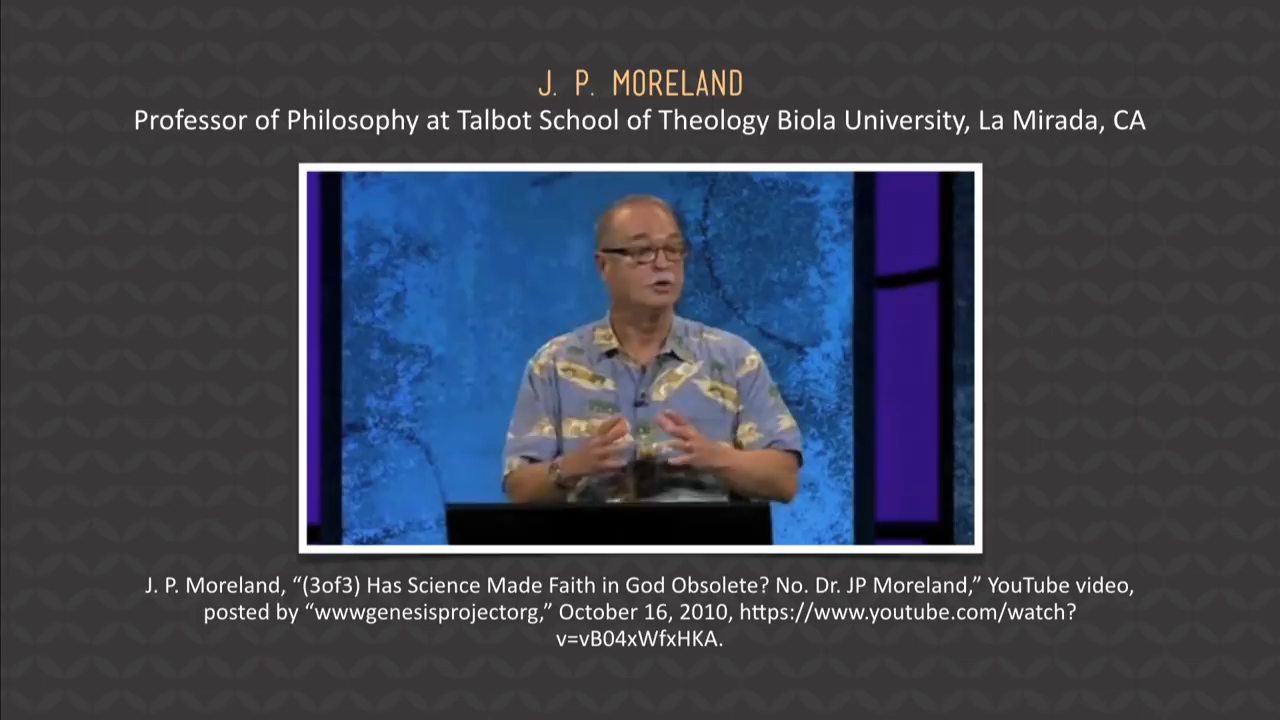 J. P. MORELAND
Professor of Philosophy at Talbot School of Theology Biola University, La Mirada, CA
J. P. Moreland, “(3of3) Has Science Made Faith in God Obsolete? No. Dr. JP Moreland,” YouTube video,
posted by “wwwgenesisprojectorg,” October 16, 2010, https://www.youtube.com/watch?
v=vB04xWfxHKA.